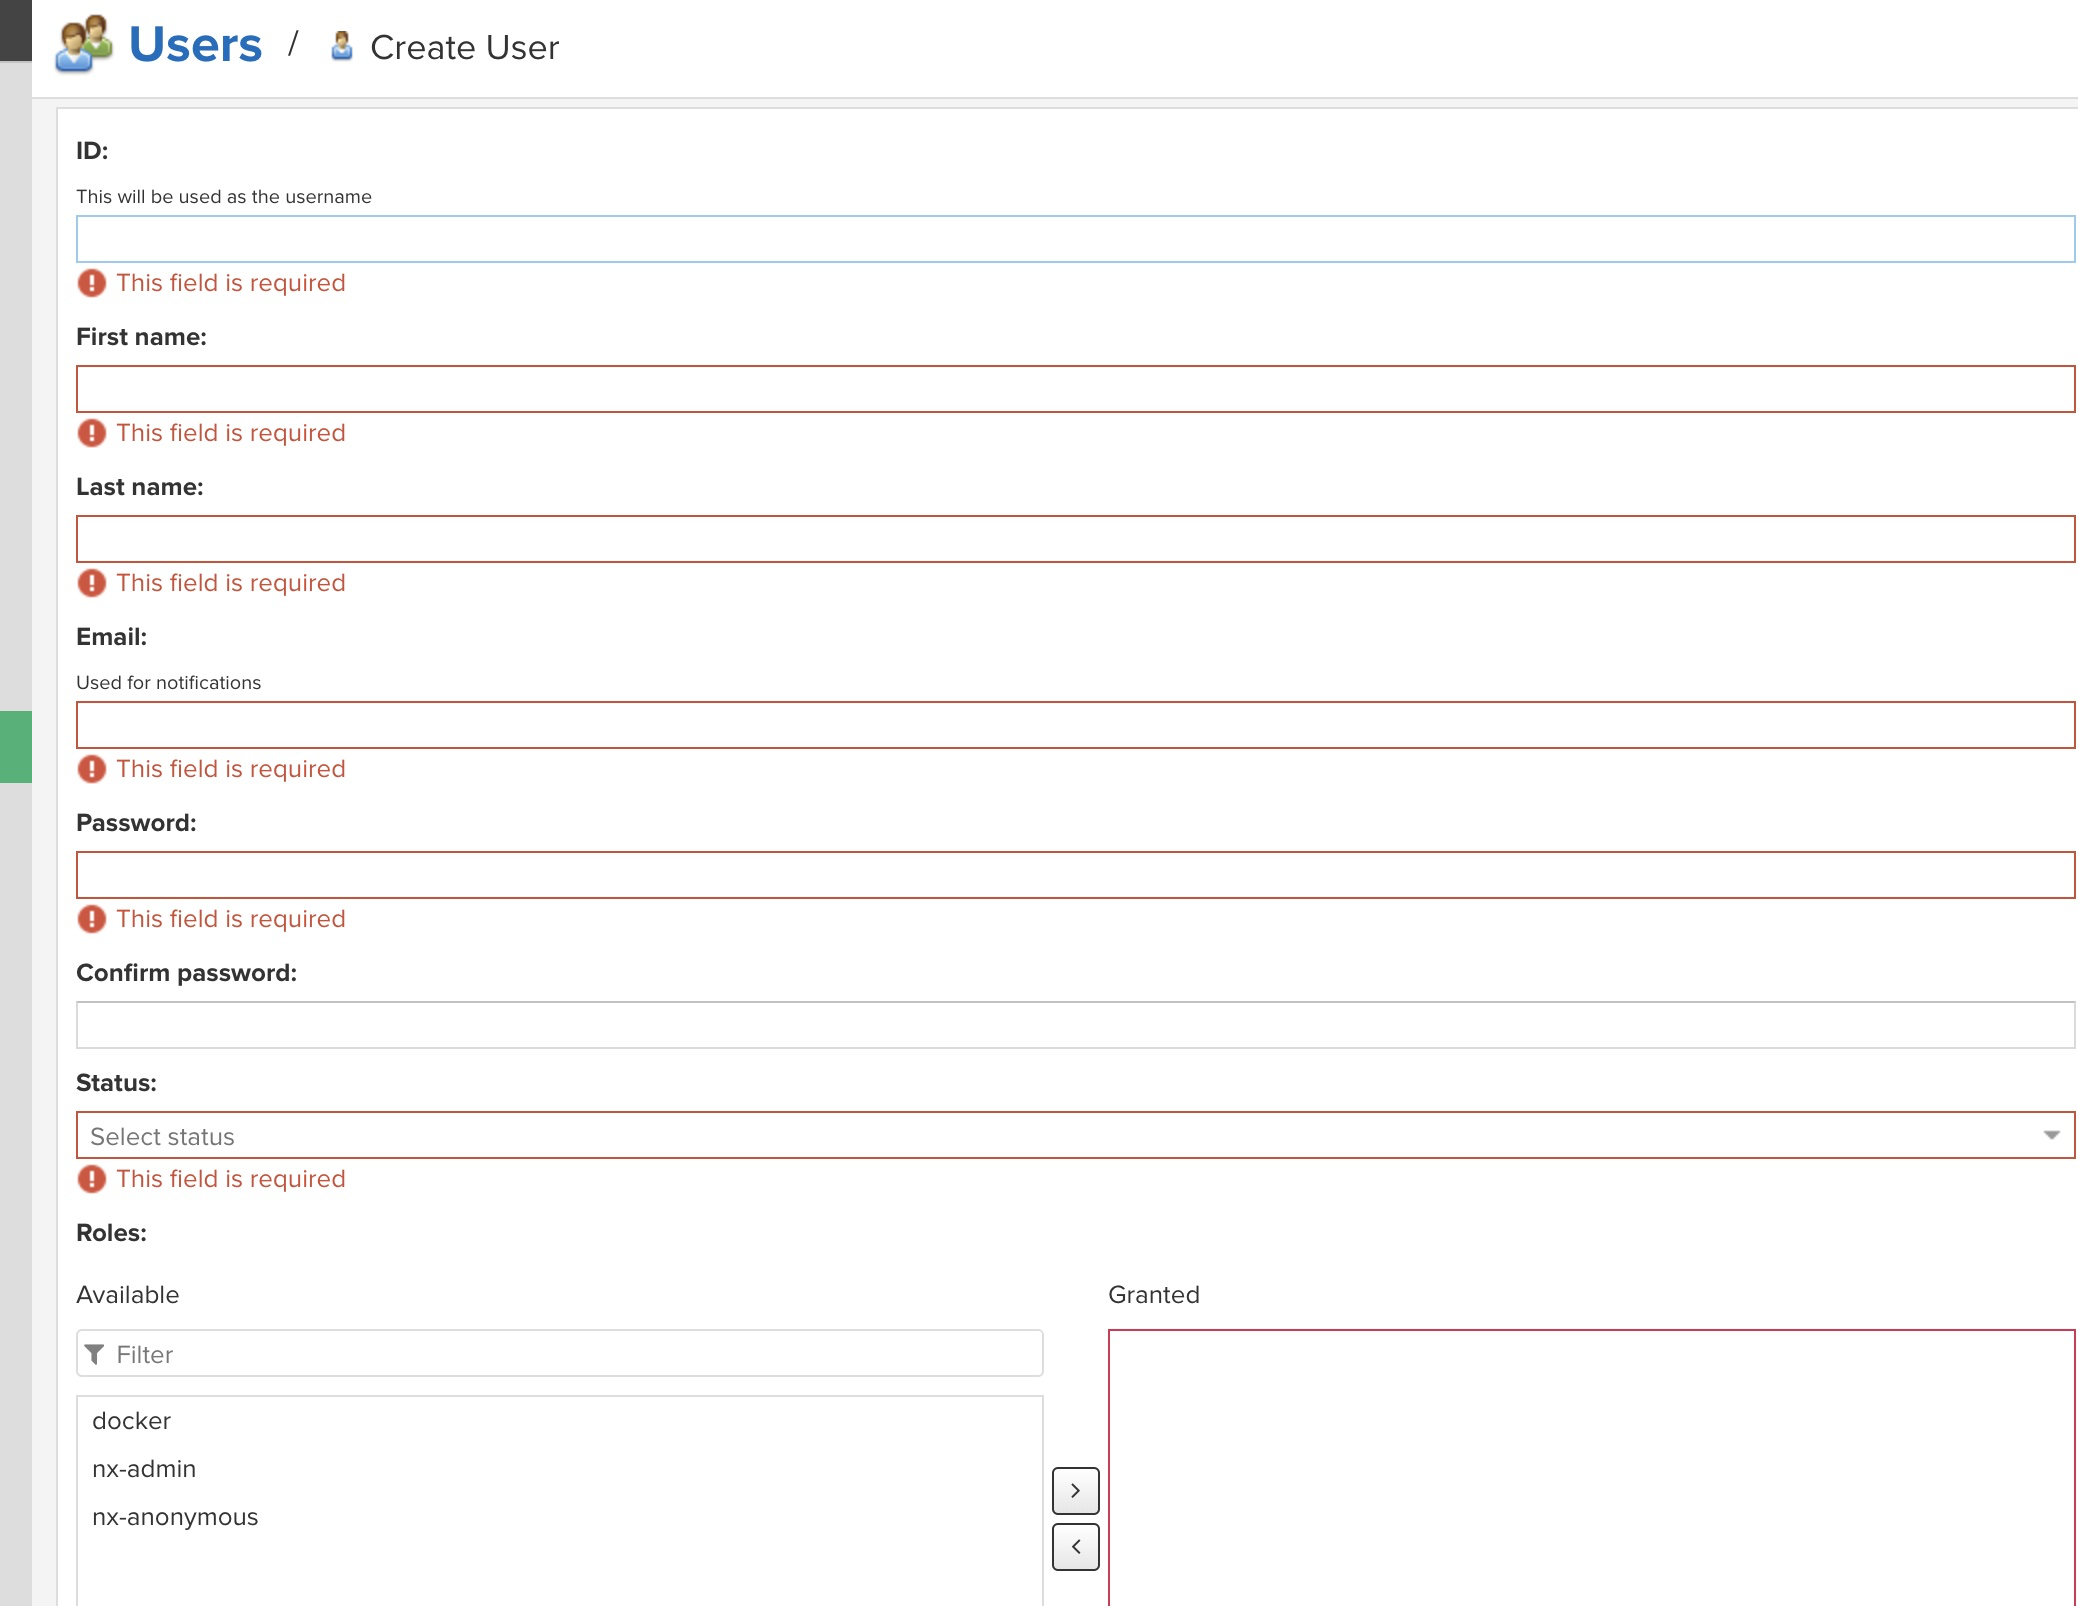 Users / Create User
ID:
This will be used as the username
This field is required
First name:
This field is required
Last name:
This field is required
Email:
Used for notifications
This field is required
Password:
This field is required
Confirm password:
Status:
Select status
This field is required
Roles:
Available
Granted
Filter
docker
nx-admin
nx-anonymous